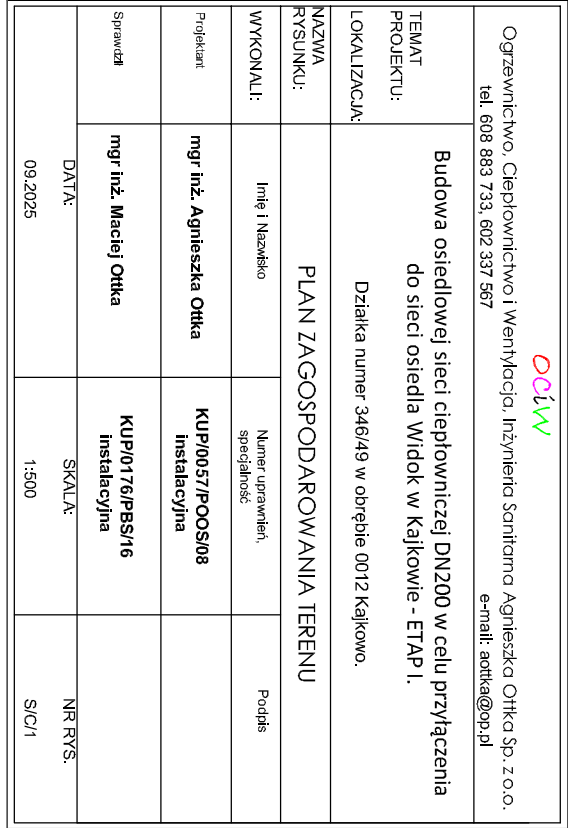 OCiW
Ogrzewnictwo, Ciepłownictwo i Wentylacja, Inżynieria Sanitarna Agnieszka Ottka Sp. z o.o.
tel. 608 883 733, 602 337 567 e-mail: aottka@op.pl
TEMAT
PROJEKTU:
Budowa osiedlowej sieci ciepłowniczej DN200 w celu przyłączenia
do sieci osiedla Widok w Kajkowie - ETAP I.
LOKALIZACJA: Działka numer 346/49 w obrębie 0012 Kajkowo.
NAZWA
RYSUNKU:
PLAN ZAGOSPODAROWANIA TERENU
WYKONALI: Imię i Nazwisko Numer uprawnień, Podpis
specjalność
Projektant mgr inż. Agnieszka Ottka KUP/0057/POOS/08
instalacyjna
Sprawdził mgr inż. Maciej Ottka KUP/0176/PBS/16
instalacyjna
DATA: SKALA: NR RYS.
09.2025 1:500 S/C/1